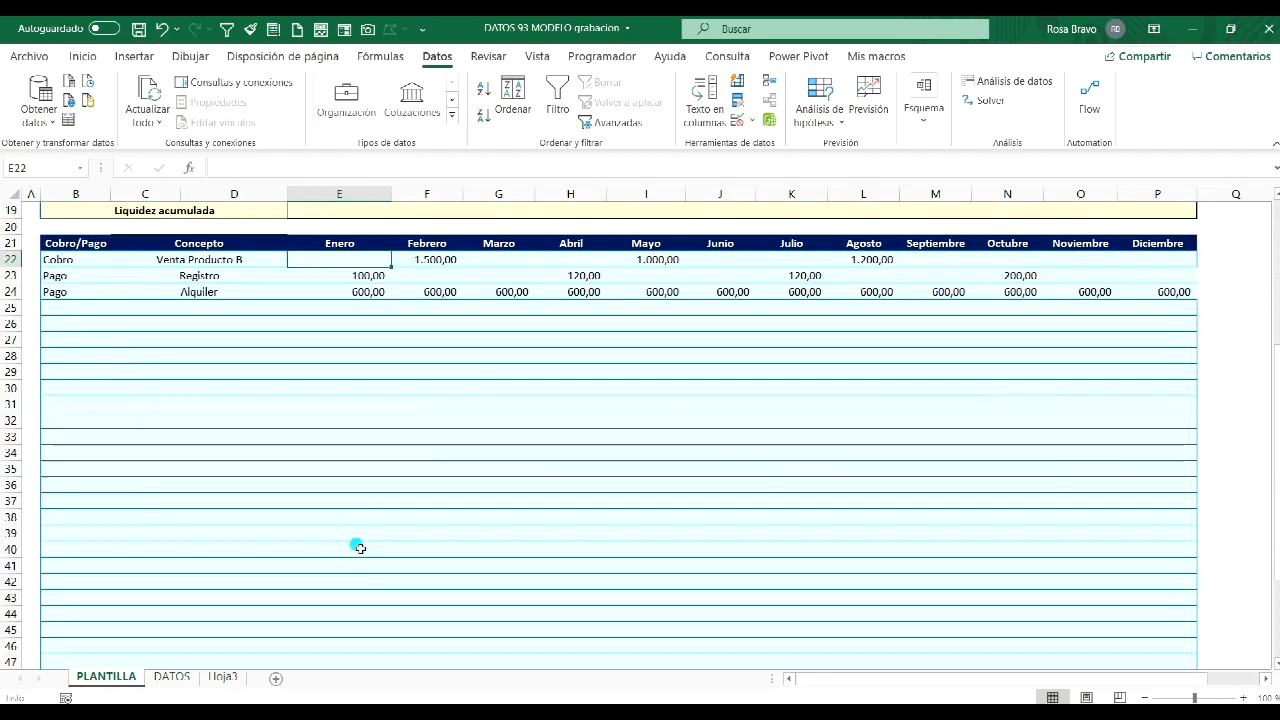 Autoguardado
DATOS 93 MODELO grabacion
Buscar
Rosa Bravo
RB
Archivo Inicio Insertar Dibujar Disposición de página Fórmulas Datos Revisar Vista Programador Ayuda Consulta Power Pivot Mis macros Compartir Comentarios
Obtener datos
Actualizar todo
Consultas y conexiones
Propiedades
Editar vínculos
Organización
Cotizaciones
Ordenar
Filtro
Borrar
Volver a aplicar
Avanzadas
Texto en columnas
Análisis de hipótesis
Previsión
Esquema
Análisis de datos
Solver
Flow
Obtener y transformar datos Consultas y conexiones Tipos de datos Ordenar y filtrar Herramientas de datos Previsión Análisis Automation
E22
A B C D E F G H I J K L M N O P Q
19 Liquidez acumulada
20
21 Cobro/Pago Concepto Enero Febrero Marzo Abril Mayo Junio Julio Agosto Septiembre Octubre Noviembre Diciembre
22 Cobro Venta Producto B 1.500,00 1.000,00 1.200,00
23 Pago Registro 100,00 120,00 120,00 200,00
24 Pago Alquiler 600,00 600,00 600,00 600,00 600,00 600,00 600,00 600,00 600,00 600,00 600,00 600,00
25
26
27
28
29
30
31
32
33
34
35
36
37
38
39
40
41
42
43
44
45
46
47
PLANTILLA DATOS Hoja3
Listo
100 %